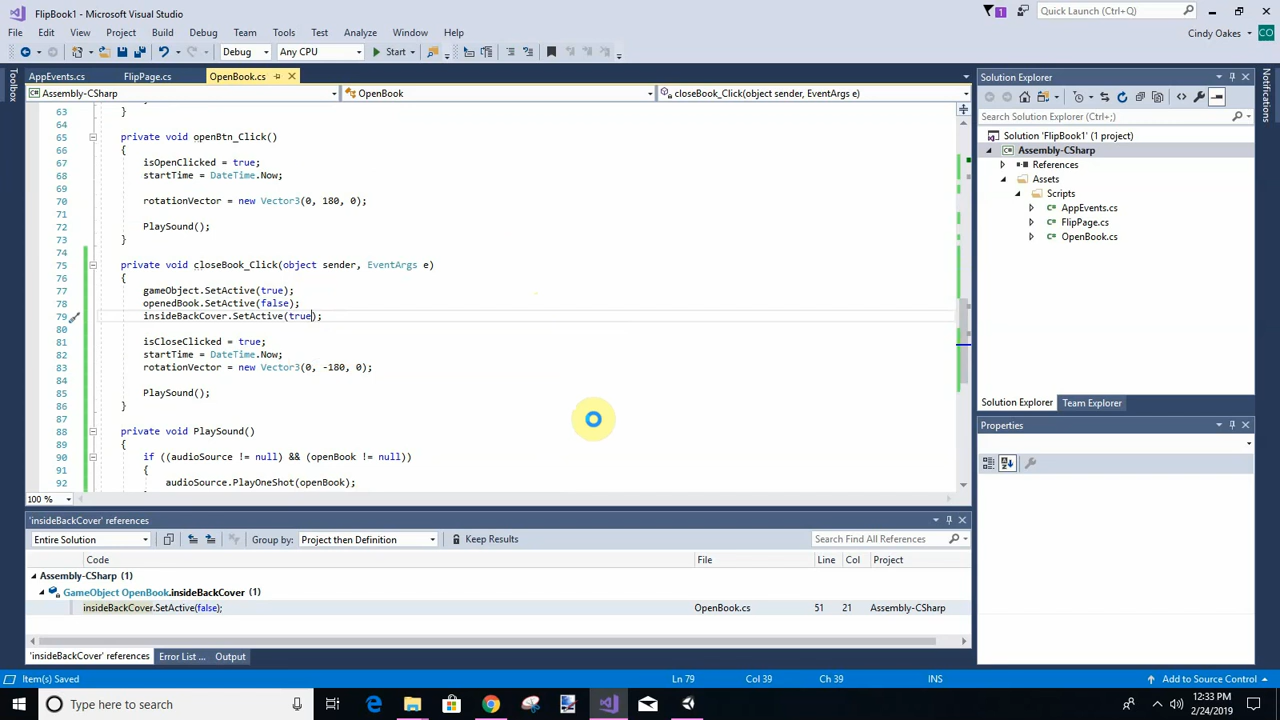 FlipBook1 - Microsoft Visual Studio
1
Quick Launch (Ctrl+Q)
File Edit View Project Build Debug Team Tools Test Analyze Window Help
Cindy Oakes CO
Debug Any CPU Start
Toolbox
AppEvents.cs FlipPage.cs OpenBook.cs
Assembly-CSharp OpenBook closeBook_Click(object sender, EventArgs e)
63 }
64
65 private void openBtn_Click()
66 {
67 isOpenClicked = true;
68 startTime = DateTime.Now;
69
70 rotationVector = new Vector3(0, 180, 0);
71
72 PlaySound();
73 }
74
75 private void closeBook_Click(object sender, EventArgs e)
76 {
77 gameObject.SetActive(true);
78 openedBook.SetActive(false);
79 insideBackCover.SetActive(true);
80
81 isCloseClicked = true;
82 startTime = DateTime.Now;
83 rotationVector = new Vector3(0, -180, 0);
84
85 PlaySound();
86 }
87
88 private void PlaySound()
89 {
90 if ((audioSource != null) && (openBook != null))
91 {
92 audioSource.PlayOneShot(openBook);
100 %
Solution Explorer
Search Solution Explorer (Ctrl+;)
Solution 'FlipBook1' (1 project)
Assembly-CSharp
References
Assets
Scripts
AppEvents.cs
FlipPage.cs
OpenBook.cs
Solution Explorer Team Explorer
Properties
Notifications
'insideBackCover' references
Entire Solution Group by: Project then Definition Keep Results Search Find All References
Code File Line Col Project
Assembly-CSharp (1)
GameObject OpenBook.insideBackCover (1)
insideBackCover.SetActive(false); OpenBook.cs 51 21 Assembly-CSharp
'insideBackCover' references Error List ... Output
Item(s) Saved Ln 79 Col 39 Ch 39 INS Add to Source Control
Type here to search
12:33 PM
2/24/2019